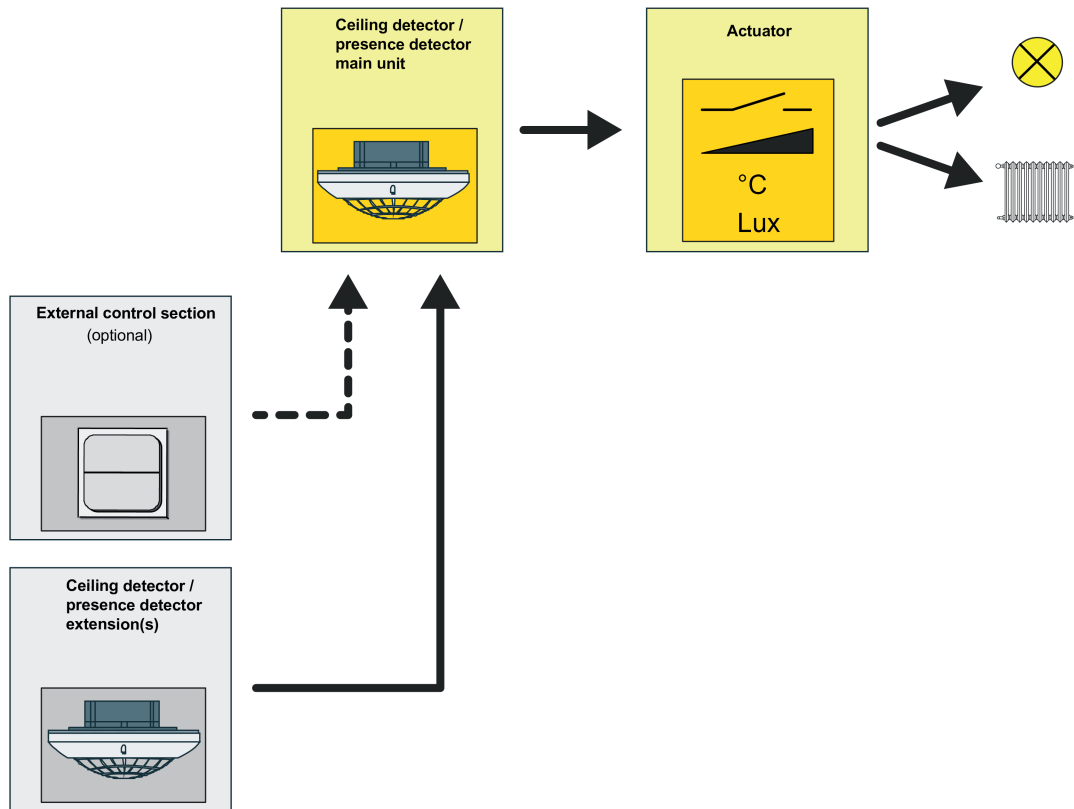 Ceiling detector /
presence detector
main unit
Actuator
°C
Lux
External control section
(optional)
Ceiling detector /
presence detector
extension(s)